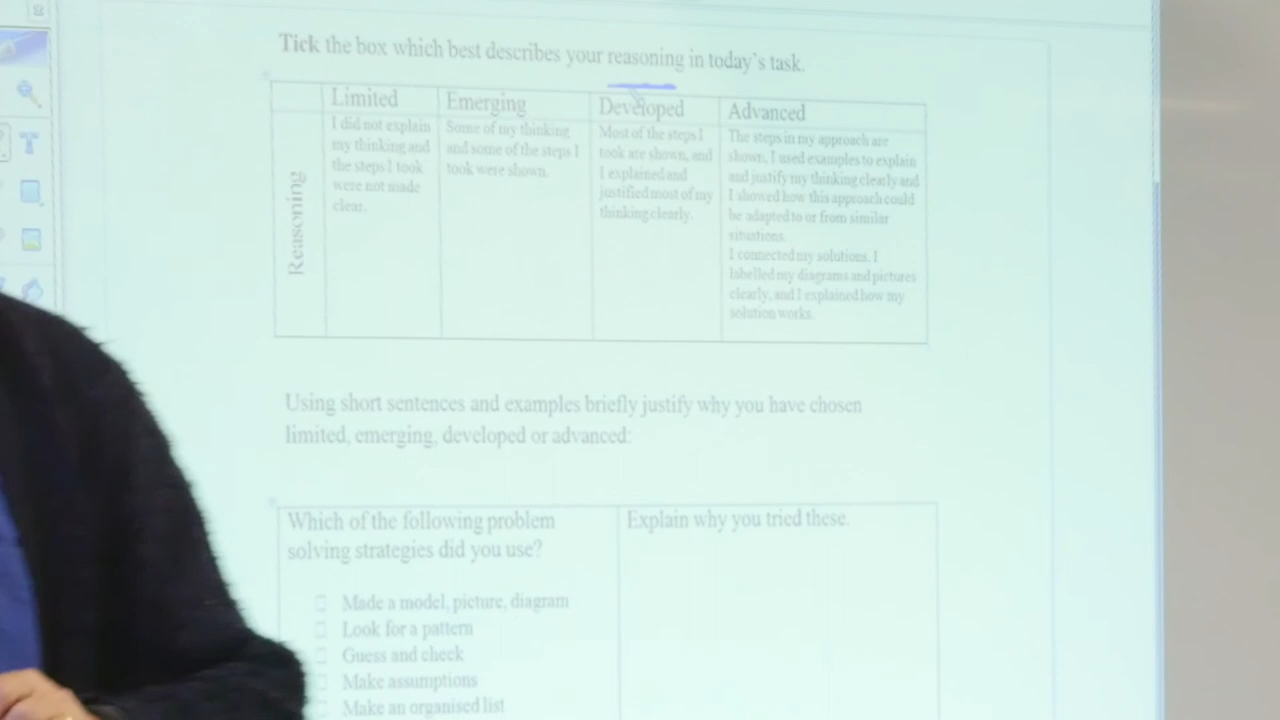 Tick the box which best describes your reasoning in today's task.
Limited
Emerging
Developed
Advanced
Reasoning
I did not explain
my thinking and
the steps I took
were not made
clear.
Some of my thinking
and some of the steps I
took were shown.
Most of the steps I
took are shown, and
I explained and
justified most of my
thinking clearly.
The steps in my approach are
shown. I used examples to explain
and justify my thinking clearly and
I showed how this approach could
be adapted to or from similar
situations.
I connected my solutions. I
labelled my diagrams and pictures
clearly, and I explained how my
solution works.
Using short sentences and examples briefly justify why you have chosen
limited, emerging, developed or advanced:
Which of the following problem
solving strategies did you use?
Made a model, picture, diagram
Look for a pattern
Guess and check
Make assumptions
Make an organised list
Explain why you tried these.